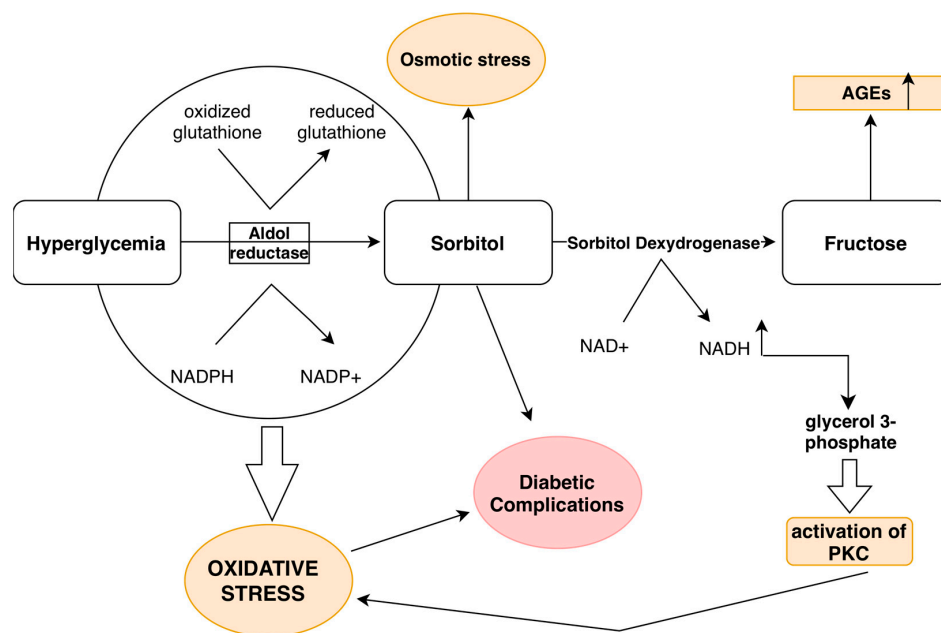 Osmotic stress
AGEs
oxidized
glutathione
reduced
glutathione
Hyperglycemia
Aldol
reductase
Sorbitol
Sorbitol Dexydrogenase
Fructose
NADPH
NADP+
NAD+
NADH
glycerol 3-
phosphate
Diabetic
Complications
activation of
PKC
OXIDATIVE
STRESS